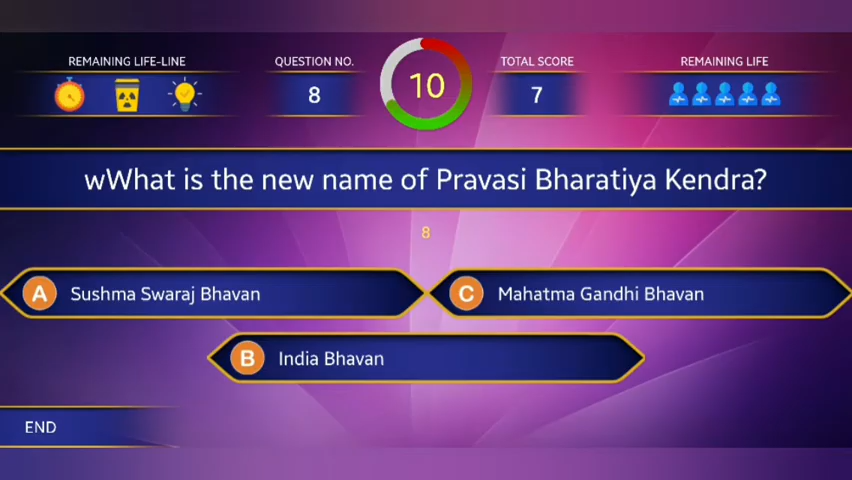 REMAINING LIFE-LINE
QUESTION NO.
8
10
TOTAL SCORE
7
REMAINING LIFE
wWhat is the new name of Pravasi Bharatiya Kendra?
8
A Sushma Swaraj Bhavan
C Mahatma Gandhi Bhavan
B India Bhavan
END